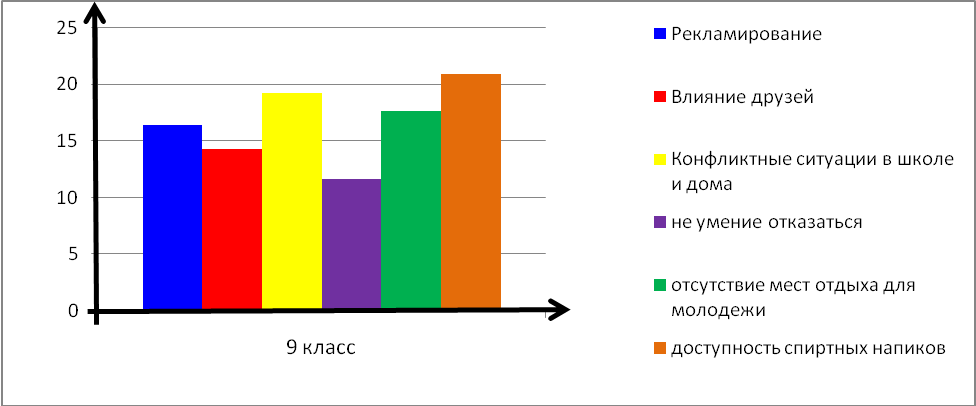 25
20
15
10
5
0
9 класс
Рекламирование
Влияние друзей
Конфликтные ситуации в школе
и дома
не умение отказаться
отсутствие мест отдыха для
молодежи
доступность спиртных напиков